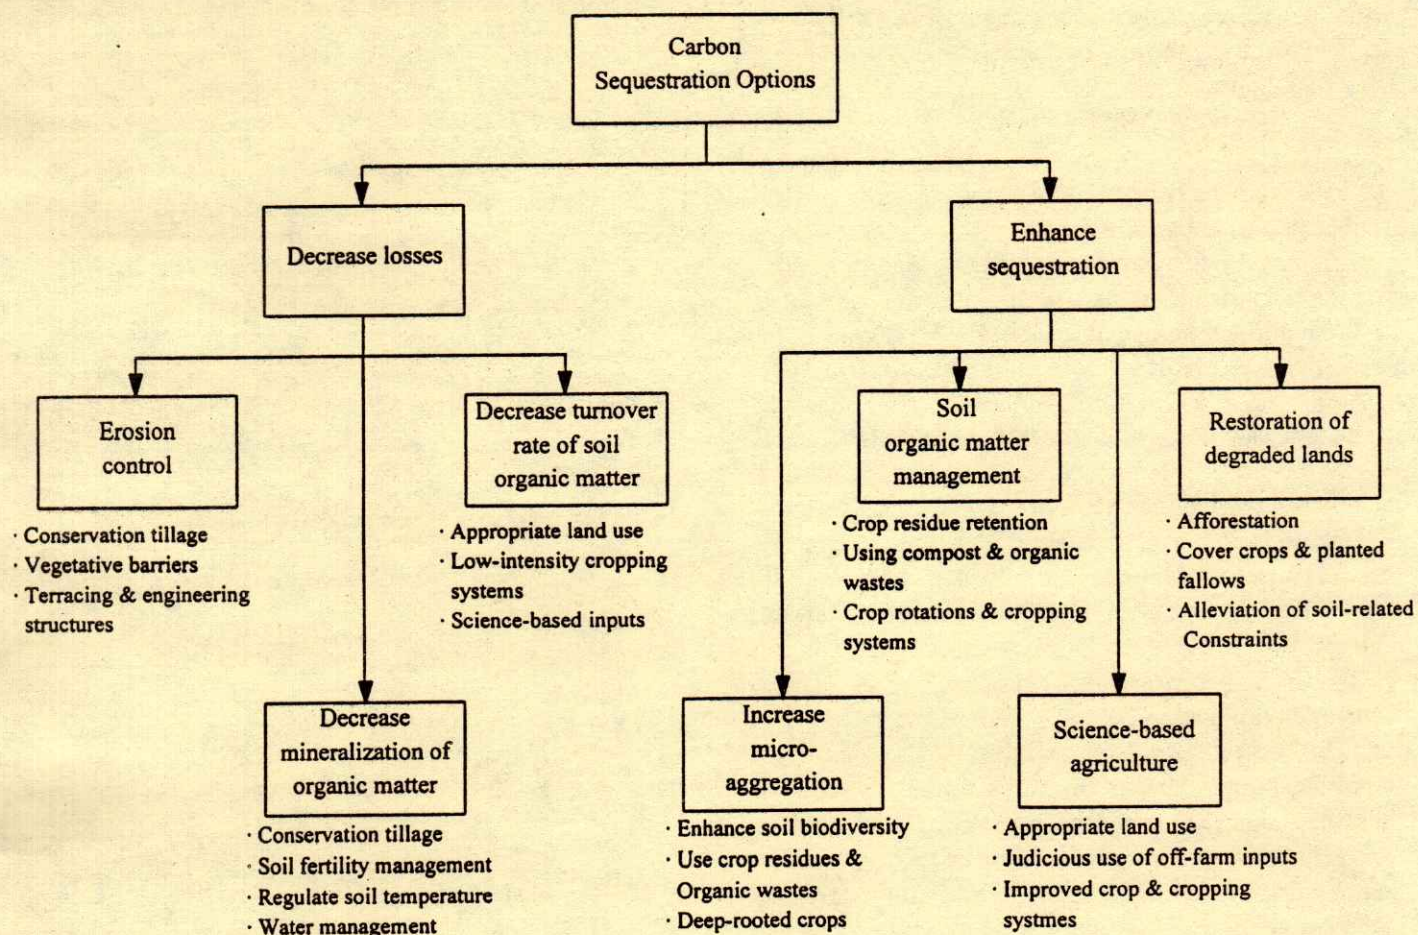 Carbon
Sequestration Options
Decrease losses
Enhance
sequestration
Erosion
control
· Conservation tillage
· Vegetative barriers
· Terracing & engineering
structures
Decrease turnover
rate of soil
organic matter
· Appropriate land use
· Low-intensity cropping
systems
· Science-based inputs
Soil
organic matter
management
· Crop residue retention
· Using compost & organic
wastes
· Crop rotations & cropping
systems
Restoration of
degraded lands
· Afforestation
· Cover crops & planted
fallows
· Alleviation of soil-related
Constraints
Decrease
mineralization of
organic matter
· Conservation tillage
· Soil fertility management
· Regulate soil temperature
· Water management
Increase
micro-
aggregation
· Enhance soil biodiversity
· Use crop residues &
Organic wastes
· Deep-rooted crops
Science-based
agriculture
· Appropriate land use
· Judicious use of off-farm inputs
· Improved crop & cropping
systmes